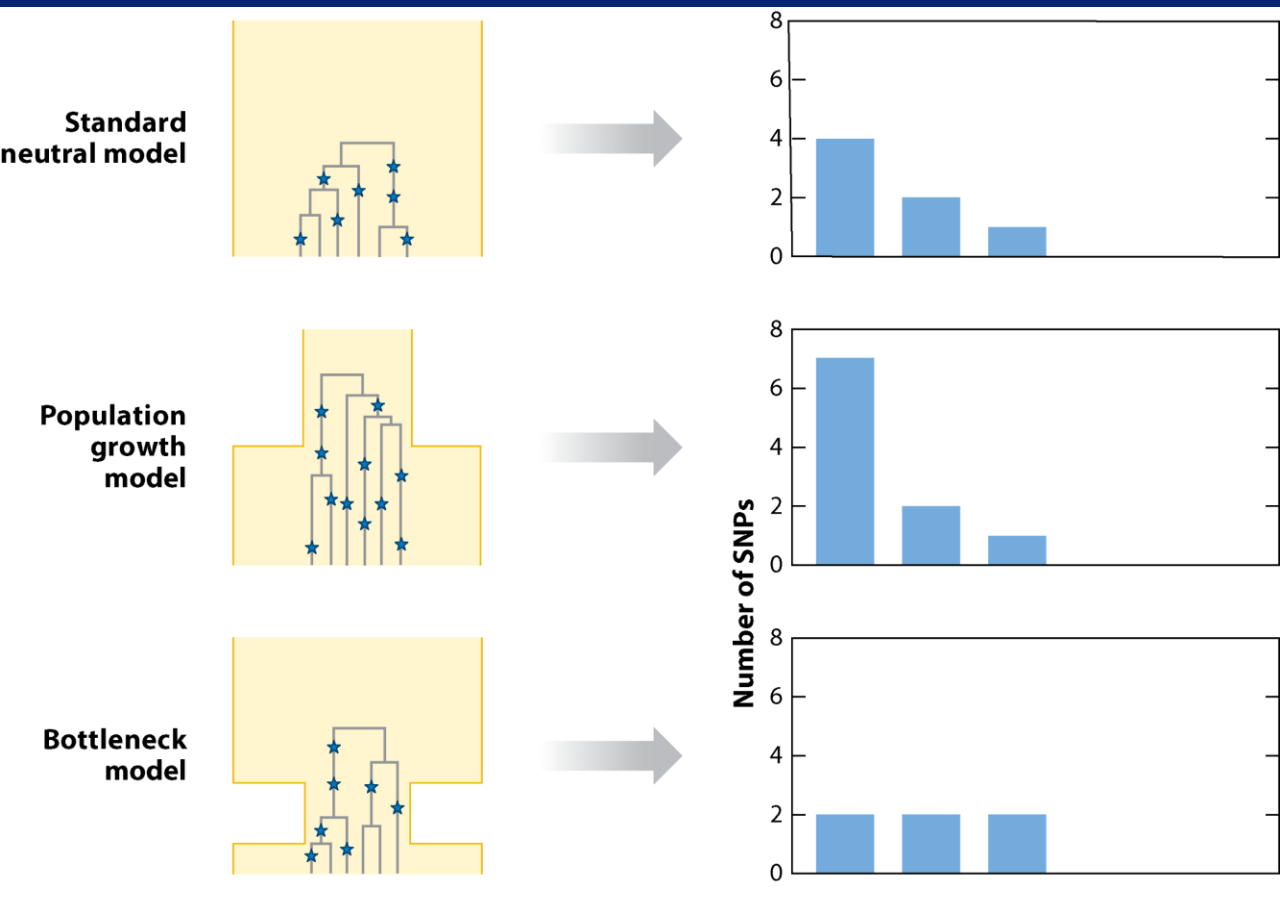 Standard
neutral model
8
6
4
2
0
Population
growth
model
8
6
4
2
0
Number of SNPs
Bottleneck
model
8
6
4
2
0